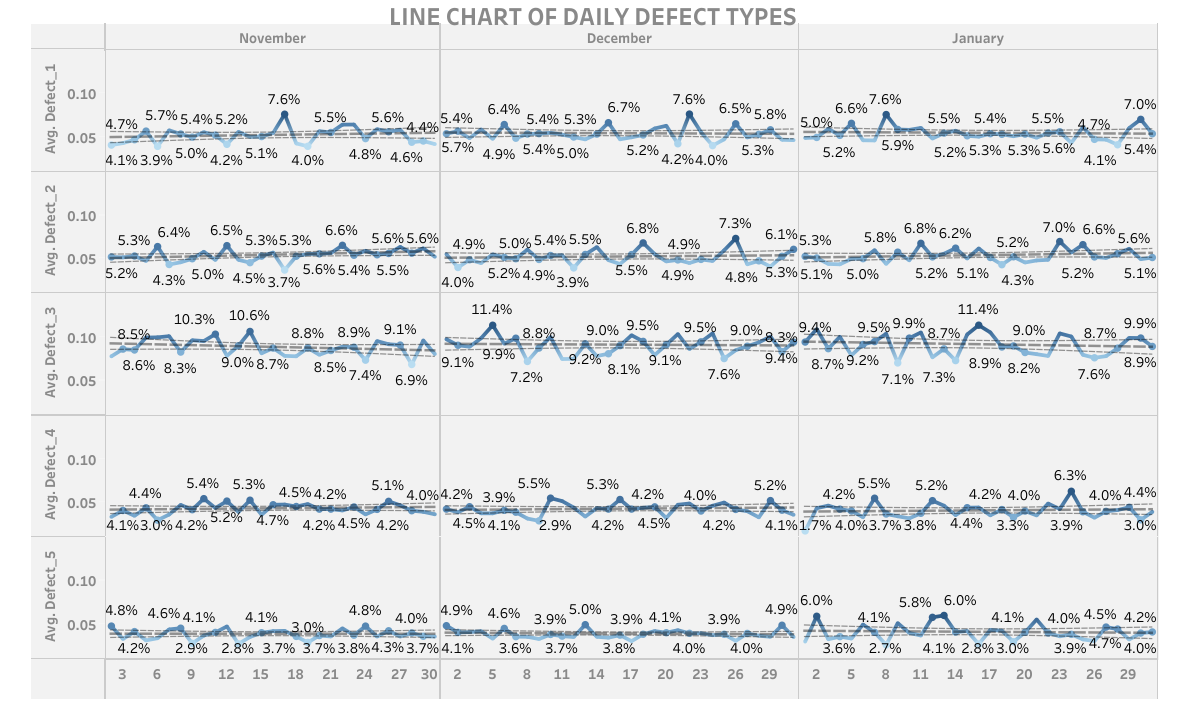 LINE CHART OF DAILY DEFECT TYPES
November December January
Avg. Defect_1
0.10
0.05
4.7% 5.7% 5.4% 5.2% 7.6% 5.5% 5.6% 4.4% 5.4% 6.4% 5.4% 5.3% 6.7% 7.6% 6.5% 5.8% 5.0% 6.6% 7.6% 5.5% 5.4% 5.5% 4.7% 7.0%
4.1% 3.9% 5.0% 4.2% 5.1% 4.0% 4.8% 4.6% 5.7% 4.9% 5.4% 5.0% 5.2% 4.2% 4.0% 5.3% 5.2% 5.9% 5.2% 5.3% 5.3% 5.6% 4.1% 5.4%
Avg. Defect_2
0.10
0.05
5.3% 6.4% 6.5% 5.3% 5.3% 6.6% 5.6% 5.6% 4.9% 5.0% 5.4% 5.5% 6.8% 4.9% 7.3% 6.1% 5.3% 5.8% 6.8% 6.2% 5.2% 7.0% 6.6% 5.6%
5.2% 4.3% 5.0% 4.5% 3.7% 5.6% 5.4% 5.5% 4.0% 5.2% 4.9% 3.9% 5.5% 4.9% 4.8% 5.3% 5.1% 5.0% 5.2% 5.1% 4.3% 5.2% 5.1%
Avg. Defect_3
0.10
0.05
8.5% 10.3% 10.6% 8.8% 8.9% 9.1% 11.4% 8.8% 9.0% 9.5% 9.5% 9.0% 8.3% 9.4% 9.5% 9.9% 8.7% 11.4% 9.0% 8.7% 9.9%
8.6% 8.3% 9.0% 8.7% 8.5% 7.4% 6.9% 9.1% 9.9% 7.2% 9.2% 8.1% 9.1% 7.6% 9.4% 8.7% 9.2% 7.1% 7.3% 8.9% 8.2% 7.6% 8.9%
Avg. Defect_4
0.10
0.05
4.4% 5.4% 5.3% 4.5% 4.2% 5.1% 4.0% 4.2% 3.9% 5.5% 5.3% 4.2% 4.0% 5.2% 4.2% 5.5% 5.2% 4.2% 4.0% 6.3% 4.0% 4.4%
4.1% 3.0% 4.2% 5.2% 4.7% 4.2% 4.5% 4.2% 4.5% 4.1% 2.9% 4.2% 4.5% 4.2% 4.1% 1.7% 4.0% 3.7% 3.8% 4.4% 3.3% 3.9% 3.0%
Avg. Defect_5
0.10
0.05
4.8% 4.6% 4.1% 4.1% 3.0% 4.8% 4.0% 4.9% 4.6% 3.9% 5.0% 3.9% 4.1% 3.9% 4.9% 6.0% 4.1% 5.8% 6.0% 4.1% 4.0% 4.5% 4.2%
4.2% 2.9% 2.8% 3.7% 3.7% 3.8% 4.3% 3.7% 4.1% 3.6% 3.7% 3.8% 4.0% 4.0% 3.6% 2.7% 4.1% 2.8% 3.0% 3.9% 4.7% 4.0%
3 6 9 12 15 18 21 24 27 30 2 5 8 11 14 17 20 23 26 29 2 5 8 11 14 17 20 23 26 29